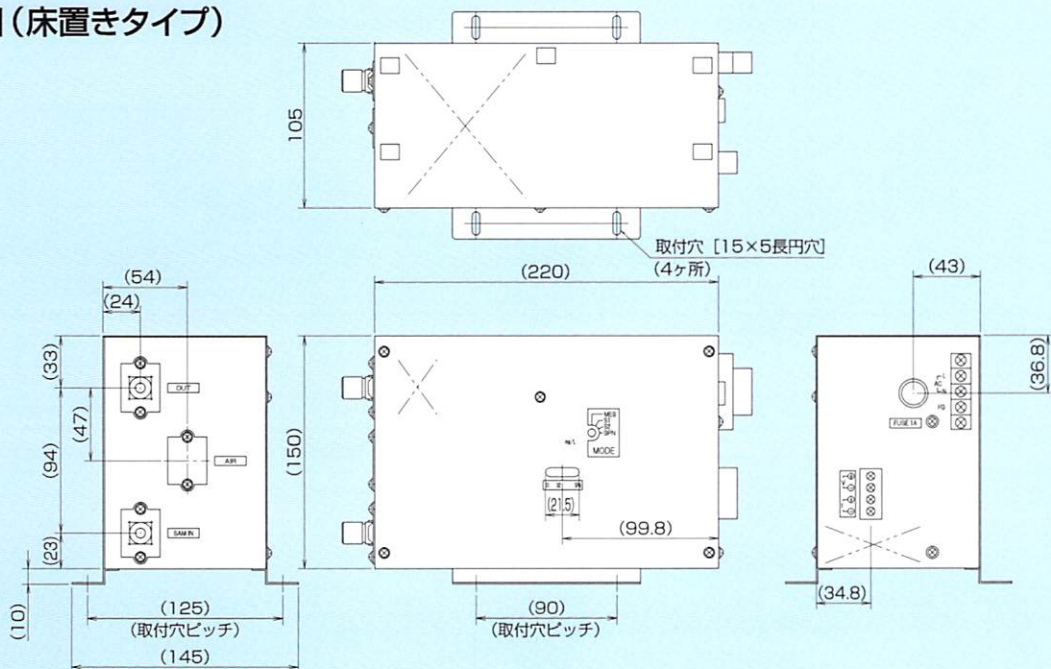 (床置きタイプ)
105
取付穴 [15×5長円穴]
(4ヶ所)
(54)
(24)
(33)
(47)
(94)
(23)
(10)
OUT
AIR
SAM IN
(125)
(取付穴ピッチ)
(145)
(220)
(150)
MODE
(21.5)
(99.8)
(90)
(取付穴ピッチ)
(43)
(36.8)
FUSE 1A
(34.8)